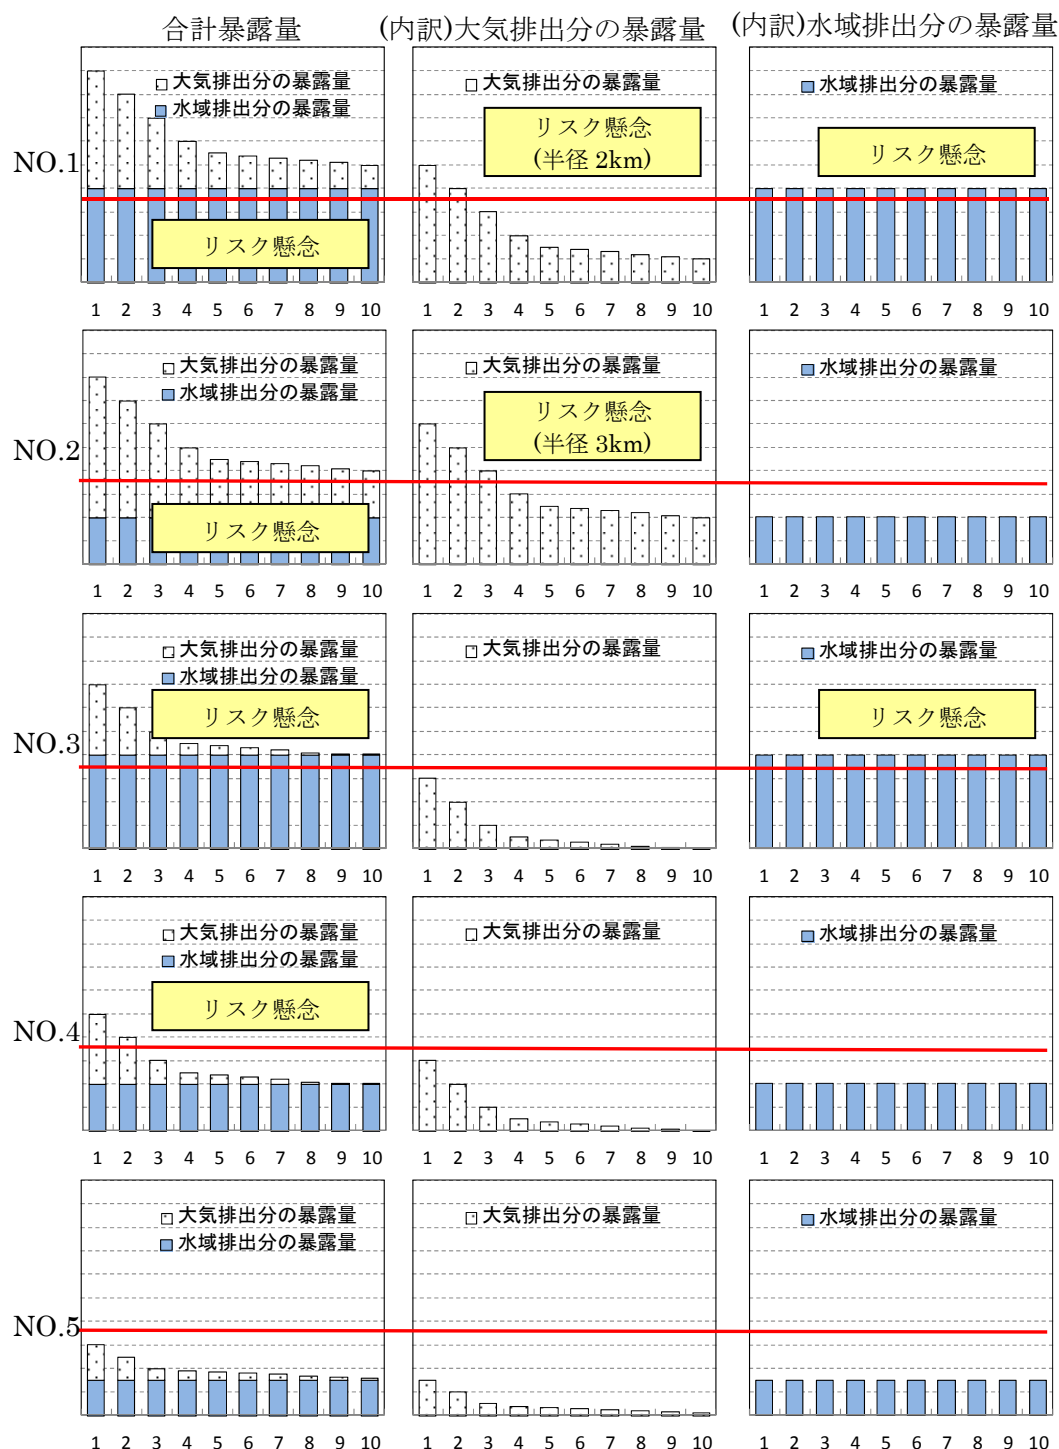 合計暴露量
(内訳)大気排出分の暴露量
(内訳)水域排出分の暴露量
NO.1
大気排出分の暴露量
水域排出分の暴露量
リスク懸念
1 2 3 4 5 6 7 8 9 10
大気排出分の暴露量
リスク懸念
(半径 2km)
1 2 3 4 5 6 7 8 9 10
水域排出分の暴露量
リスク懸念
1 2 3 4 5 6 7 8 9 10
NO.2
大気排出分の暴露量
水域排出分の暴露量
リスク懸念
1 2 3 4 5 6 7 8 9 10
大気排出分の暴露量
リスク懸念
(半径 3km)
1 2 3 4 5 6 7 8 9 10
水域排出分の暴露量
1 2 3 4 5 6 7 8 9 10
NO.3
大気排出分の暴露量
水域排出分の暴露量
リスク懸念
1 2 3 4 5 6 7 8 9 10
大気排出分の暴露量
1 2 3 4 5 6 7 8 9 10
水域排出分の暴露量
リスク懸念
1 2 3 4 5 6 7 8 9 10
NO.4
大気排出分の暴露量
水域排出分の暴露量
リスク懸念
1 2 3 4 5 6 7 8 9 10
大気排出分の暴露量
1 2 3 4 5 6 7 8 9 10
水域排出分の暴露量
1 2 3 4 5 6 7 8 9 10
NO.5
大気排出分の暴露量
水域排出分の暴露量
1 2 3 4 5 6 7 8 9 10
大気排出分の暴露量
1 2 3 4 5 6 7 8 9 10
水域排出分の暴露量
1 2 3 4 5 6 7 8 9 10